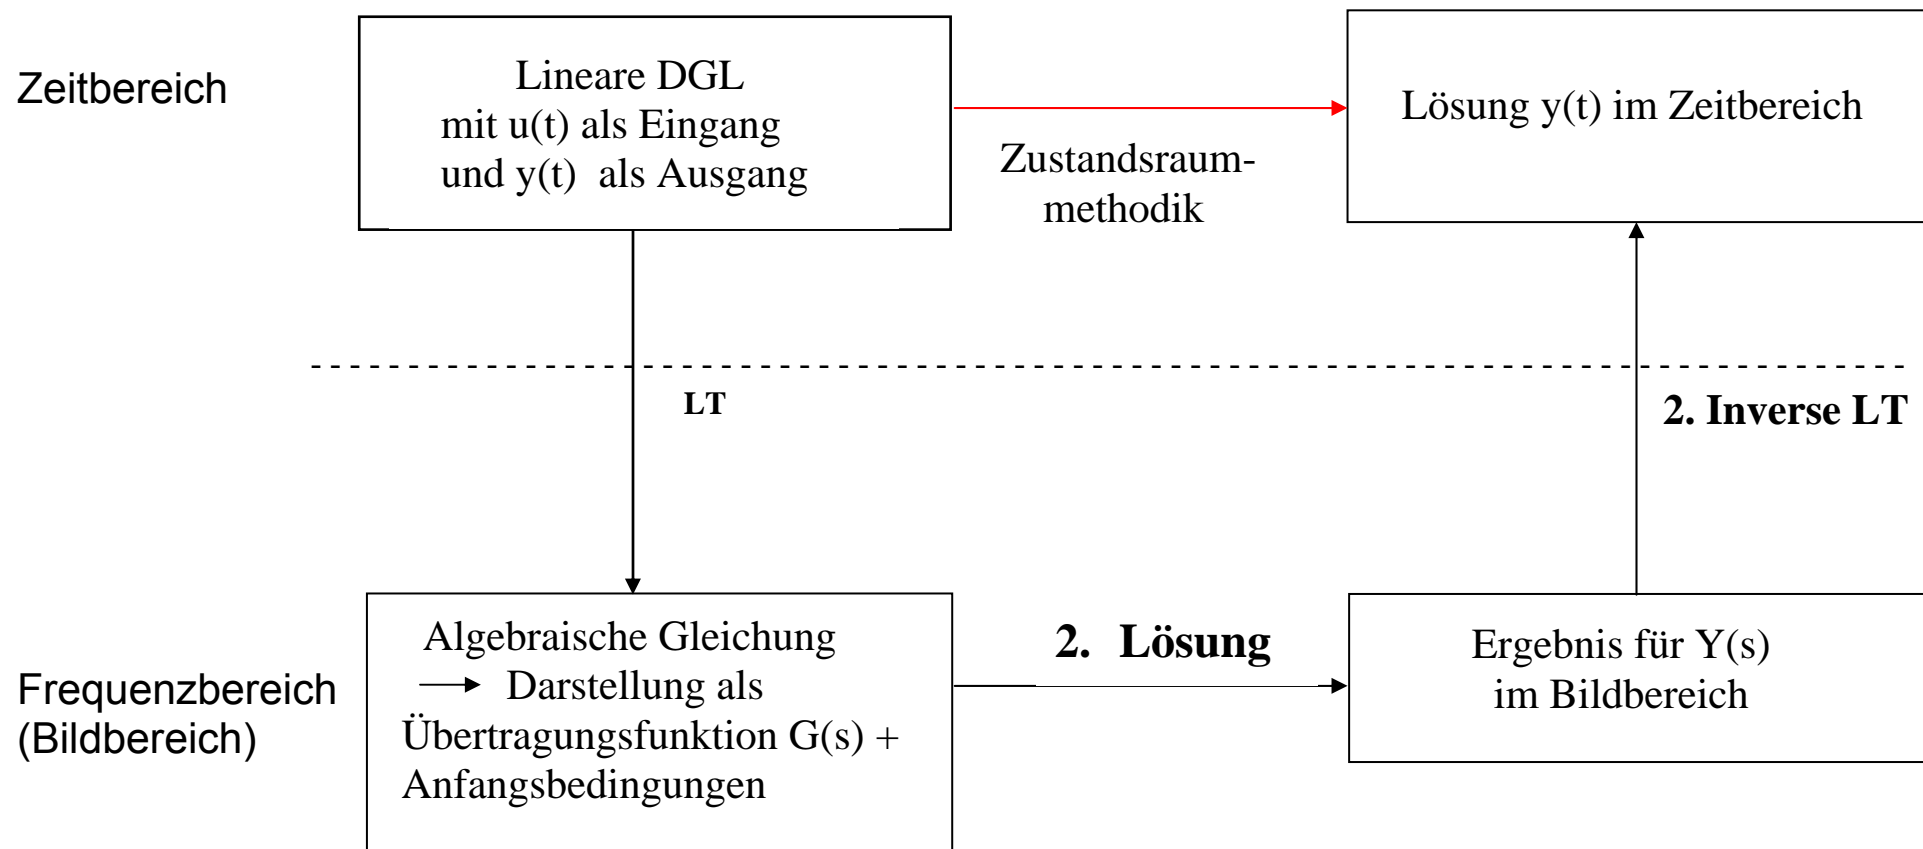 Zeitbereich
Lineare DGL
mit u(t) als Eingang
und y(t) als Ausgang
Zustandsraum-
methodik
Lösung y(t) im Zeitbereich
LT
2. Inverse LT
Frequenzbereich
(Bildbereich)
Algebraische Gleichung
→ Darstellung als
Übertragungsfunktion G(s) +
Anfangsbedingungen
2. Lösung
Ergebnis für Y(s)
im Bildbereich